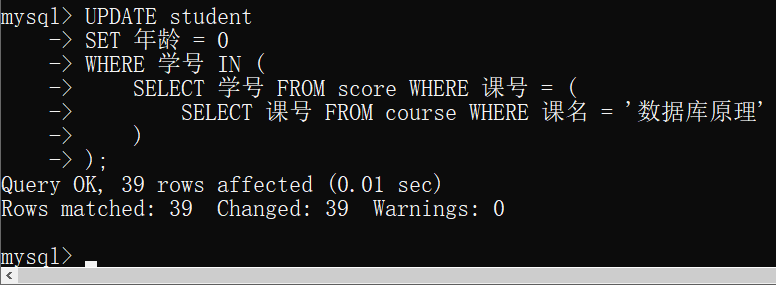 mysql> UPDATE student
    -> SET 年龄 = 0
    -> WHERE 学号 IN (
    ->     SELECT 学号 FROM score WHERE 课号 = (
    ->         SELECT 课号 FROM course WHERE 课名 = '数据库原理'
    ->     )
    -> );
Query OK, 39 rows affected (0.01 sec)
Rows matched: 39  Changed: 39  Warnings: 0

mysql>